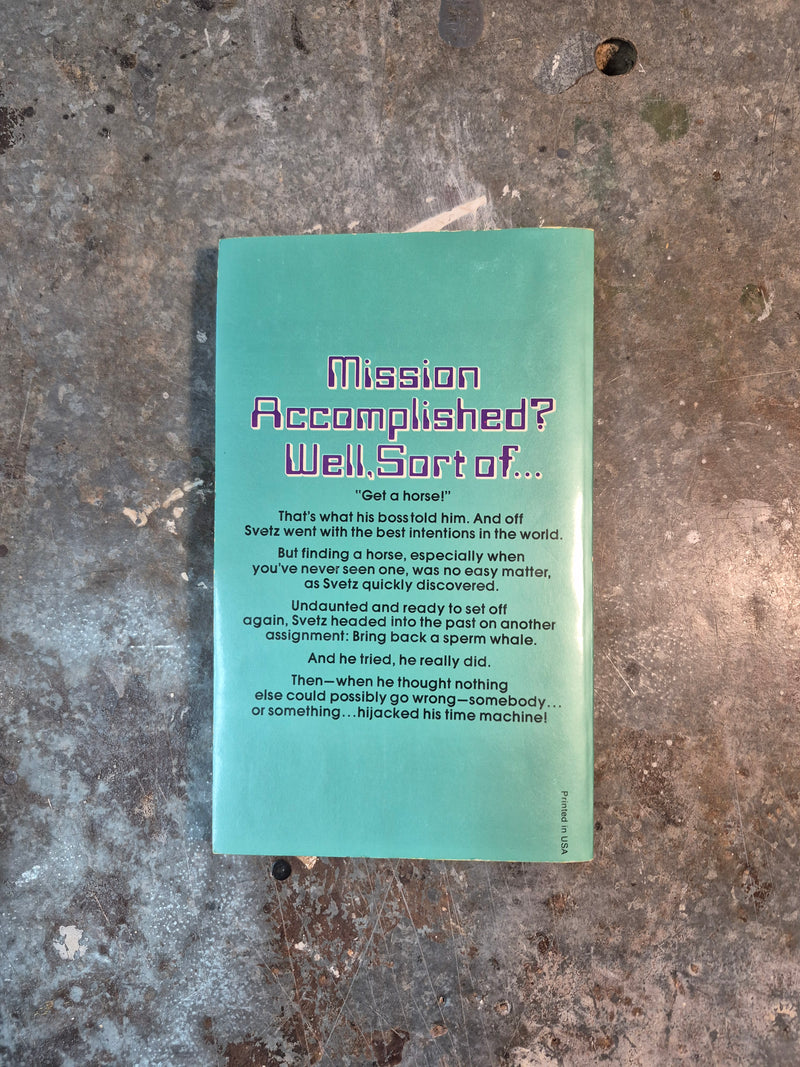 Mission
Accomplished?
Well, Sort of...
"Get a horse!"
That's what his boss told him. And off
Svetz went with the best intentions in the world.
But finding a horse, especially when
you've never seen one, was no easy matter,
as Svetz quickly discovered.
Undaunted and ready to set off
again, Svetz headed into the past on another
assignment: Bring back a sperm whale.
And he tried, he really did.
Then—when he thought nothing
else could possibly go wrong—somebody...
or something...hijacked his time machine!
Printed in USA